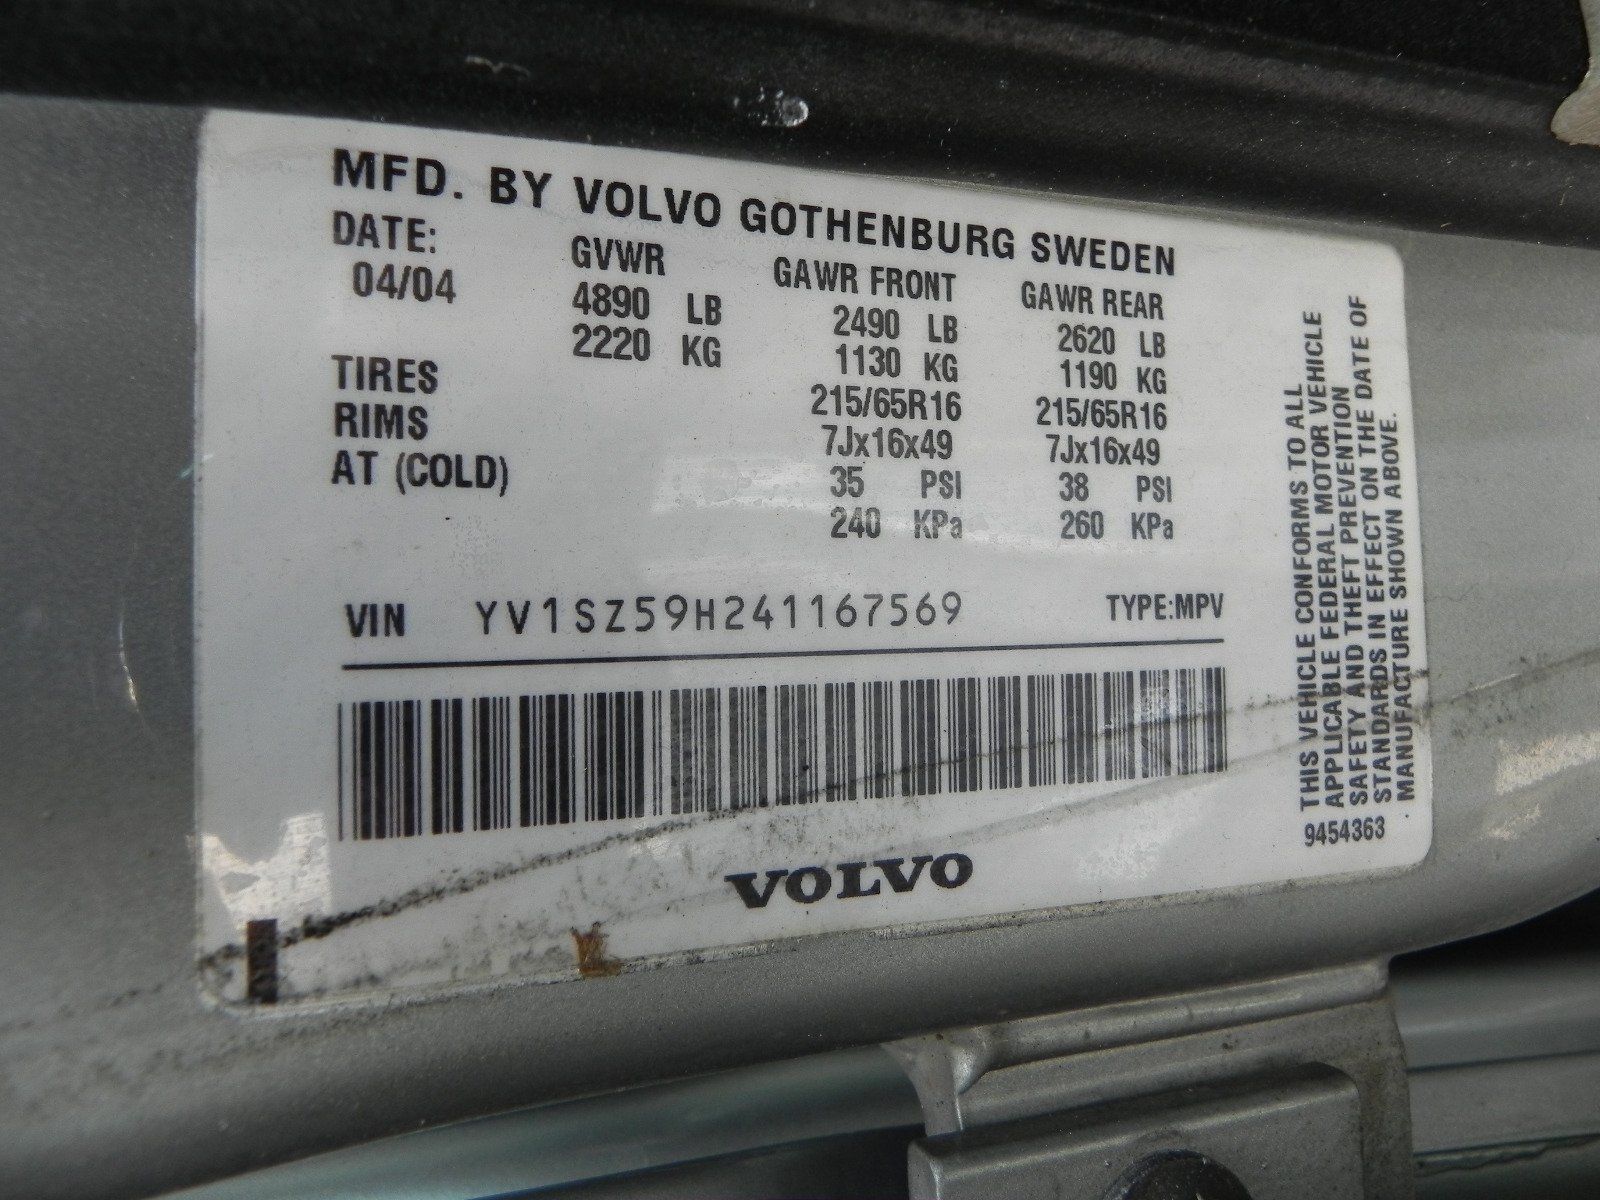 MFD. BY VOLVO GOTHENBURG SWEDEN
DATE: GVWR GAWR FRONT GAWR REAR
04/04 4890 LB 2490 LB 2620 LB
2220 KG 1130 KG 1190 KG
TIRES 215/65R16 215/65R16
RIMS 7Jx16x49 7Jx16x49
AT (COLD) 35 PSI 38 PSI
240 KPa 260 KPa
VIN YV1SZ59H241167569 TYPE:MPV
VOLVO
THIS VEHICLE CONFORMS TO ALL
APPLICABLE FEDERAL MOTOR VEHICLE
SAFETY AND THEFT PREVENTION
STANDARDS IN EFFECT ON THE DATE OF
MANUFACTURE SHOWN ABOVE.
9454363